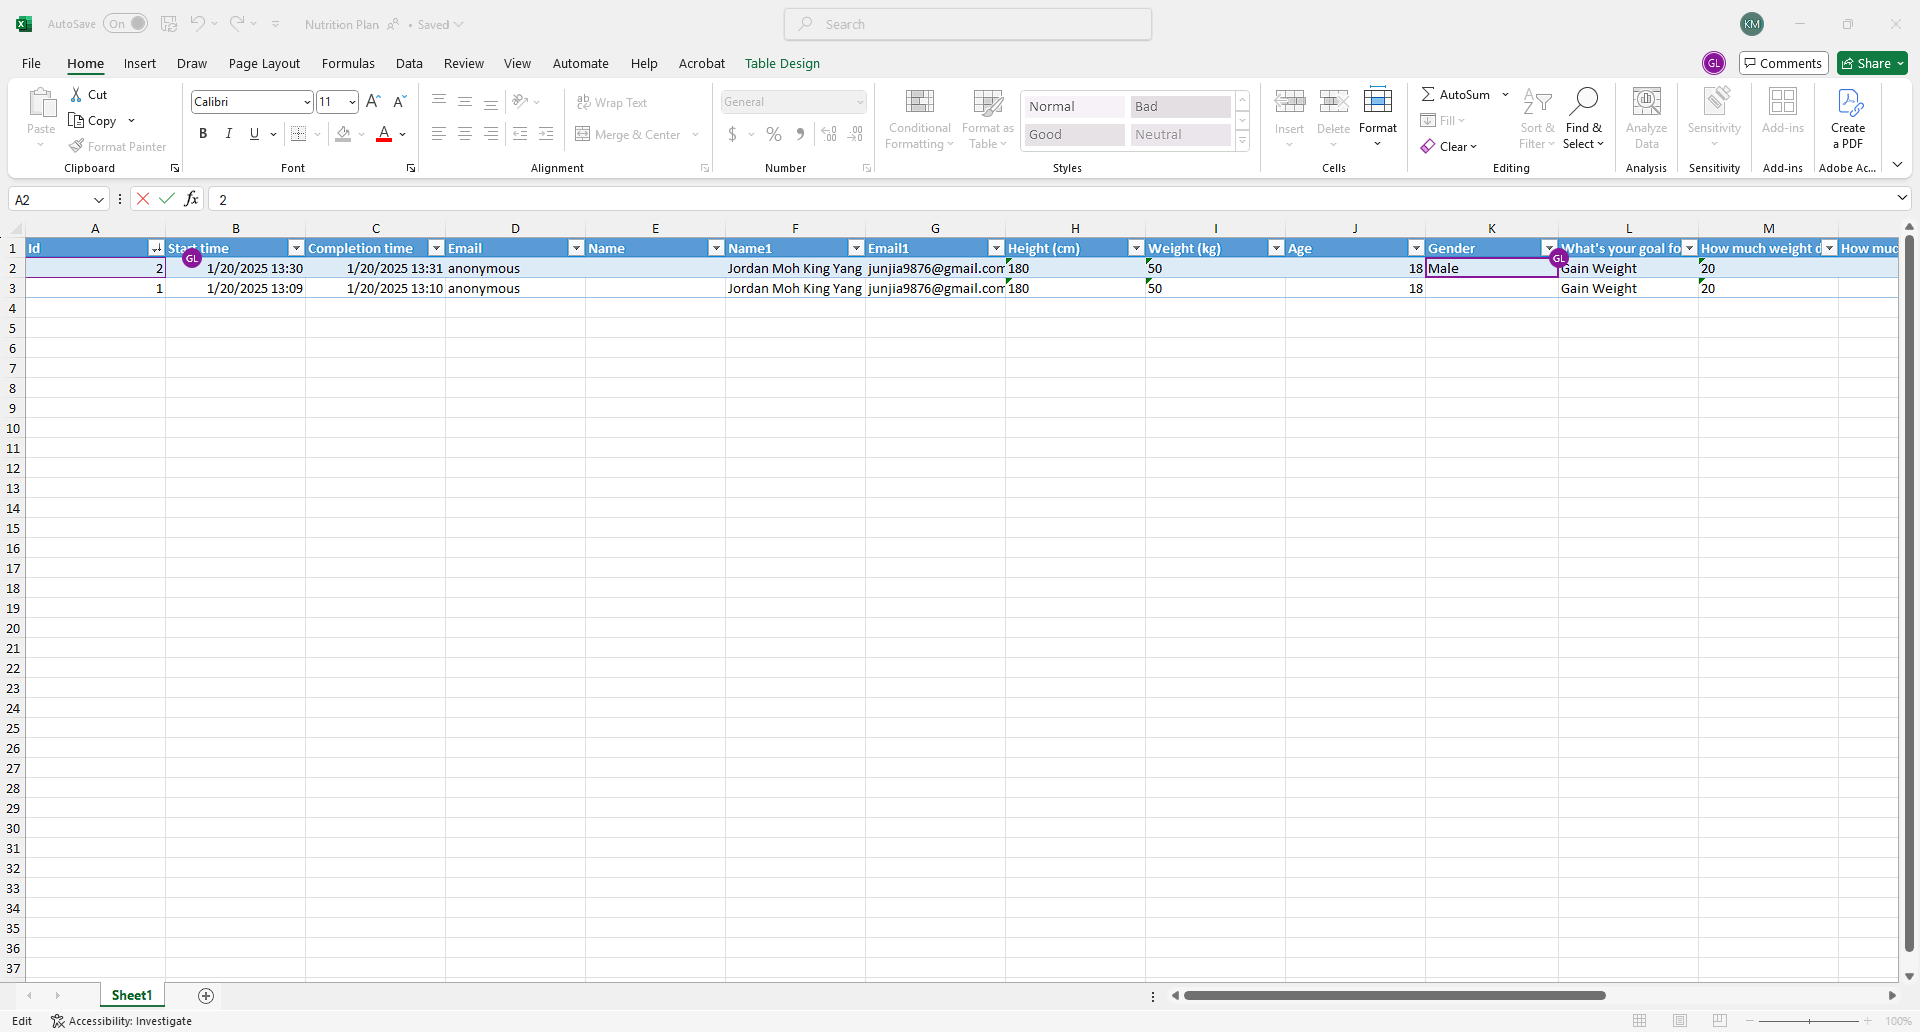 AutoSave On Nutrition Plan • Saved Search KM
File Home Insert Draw Page Layout Formulas Data Review View Automate Help Acrobat Table Design GL Comments Share
Paste Cut Copy Format Painter Clipboard
Calibri 11 A A B I U A Font
ab Wrap Text Merge & Center Alignment
General $ % Number
Conditional Formatting Format as Table Normal Bad Good Neutral Styles
Insert Delete Format Cells
AutoSum Fill Clear Sort & Filter Find & Select Editing
Analyze Data Analysis
Sensitivity Sensitivity
Add-ins Add-ins
Create a PDF Adobe Ac...
A2 fx 2
A B C D E F G H I J K L M
1 Id Start time Completion time Email Name Name1 Email1 Height (cm) Weight (kg) Age Gender What's your goal fo How much weight d How muc
GL GL
2 2 1/20/2025 13:30 1/20/2025 13:31 anonymous Jordan Moh King Yang junjia9876@gmail.com 180 50 18 Male Gain Weight 20
3 1 1/20/2025 13:09 1/20/2025 13:10 anonymous Jordan Moh King Yang junjia9876@gmail.com 180 50 18 Gain Weight 20
4
5
6
7
8
9
10
11
12
13
14
15
16
17
18
19
20
21
22
23
24
25
26
27
28
29
30
31
32
33
34
35
36
37
Sheet1
Edit Accessibility: Investigate 100%